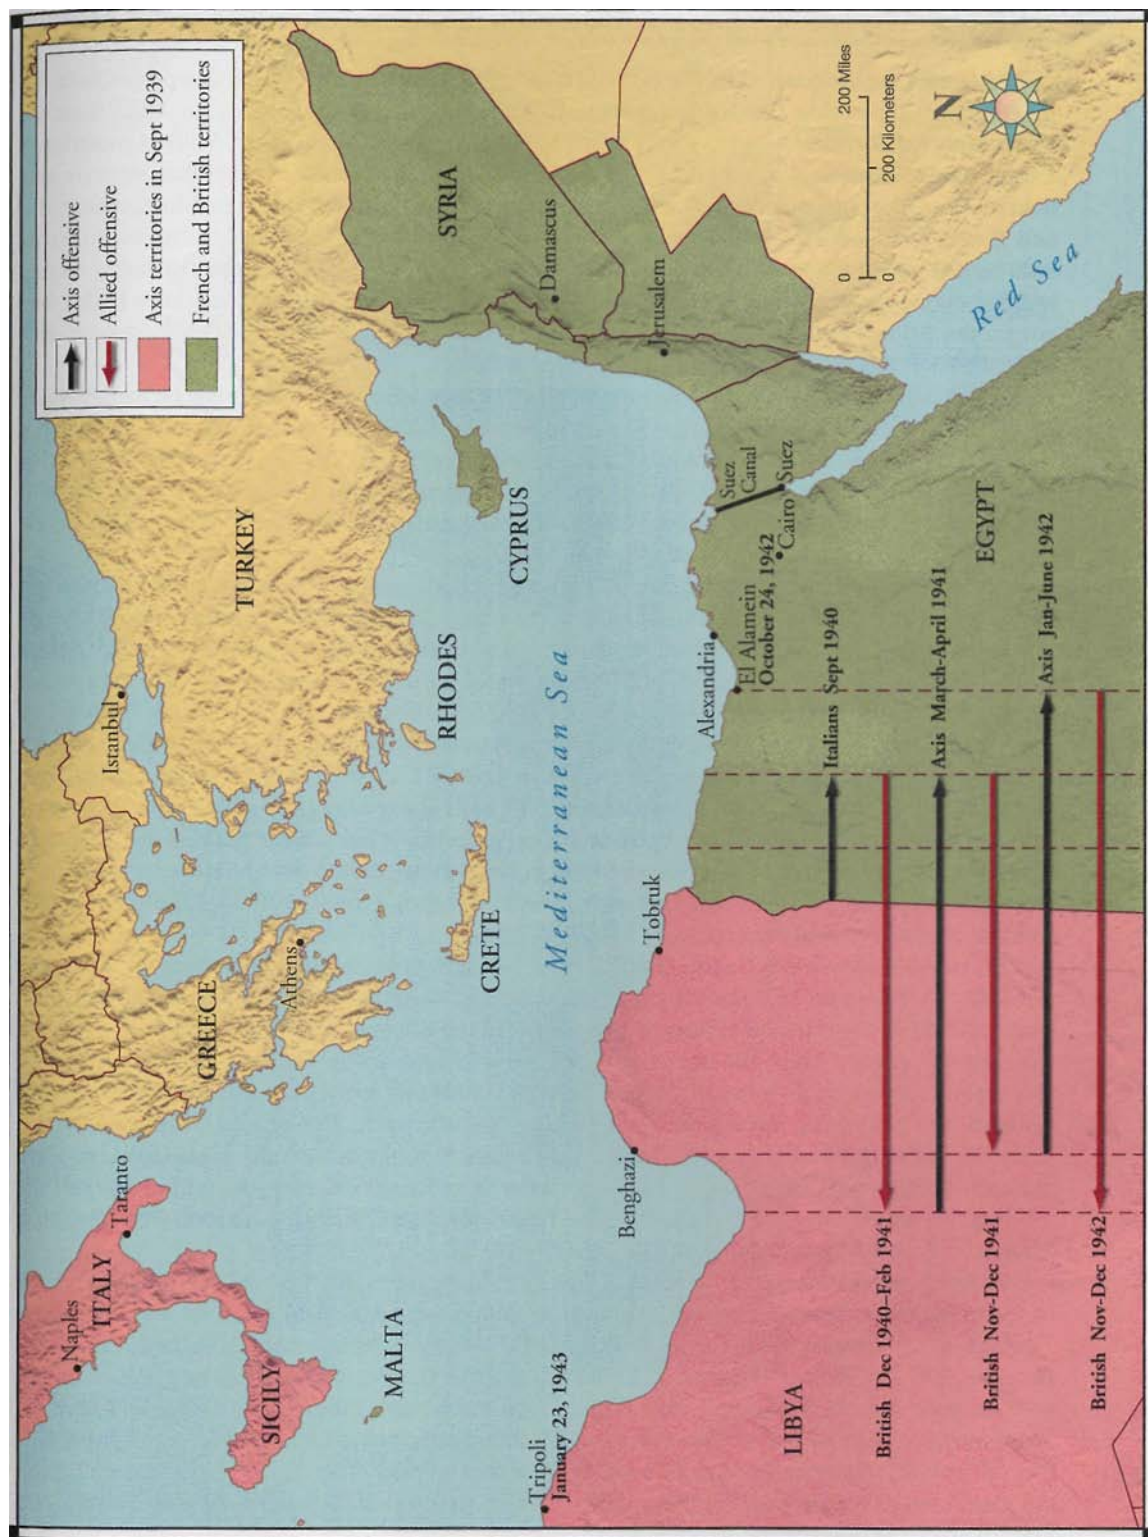 Axis offensive
Allied offensive
Axis territories in Sept 1939
French and British territories
Naples
ITALY
Taranto
SICILY
MALTA
GREECE
Athens
CRETE
Istanbul
TURKEY
RHODES
CYPRUS
SYRIA
Damascus
Jerusalem
Mediterranean Sea
Tripoli
January 23, 1943
Benghazi
Tobruk
Alexandria
El Alamein
October 24, 1942
Cairo
Suez
Canal
Suez
Red Sea
EGYPT
LIBYA
0 200 Miles
0 200 Kilometers
N
Italians Sept 1940
British Dec 1940–Feb 1941
Axis March-April 1941
British Nov-Dec 1941
Axis Jan-June 1942
British Nov-Dec 1942